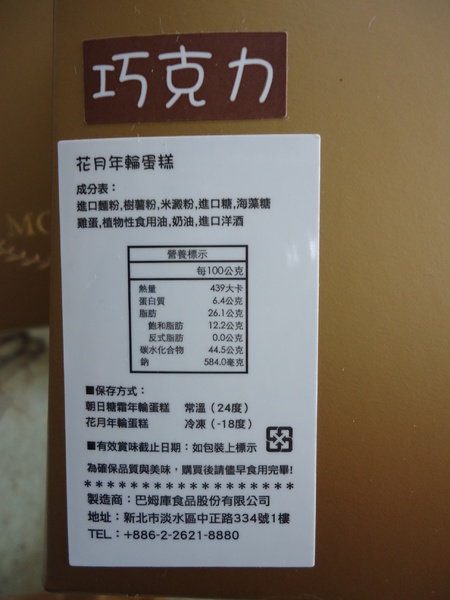 巧克力
花月年輪蛋糕
成分表：
進口麵粉,樹薯粉,米澱粉,進口糖,海藻糖
雞蛋,植物性食用油,奶油,進口洋酒
營養標示
每100公克
熱量 439大卡
蛋白質 6.4公克
脂肪 26.1公克
飽和脂肪 12.2公克
反式脂肪 0.0公克
碳水化合物 44.5公克
鈉 584.0毫克
■保存方式：
朝日糖霜年輪蛋糕 常溫（24度）
花月年輪蛋糕 冷凍（-18度）
■有效賞味截止日期：如包裝上標示
為確保品質與美味，購買後請儘早食用完畢!
******************
製造商：巴姆庫食品股份有限公司
地址：新北市淡水區中正路334號1樓
TEL：+886-2-2621-8880